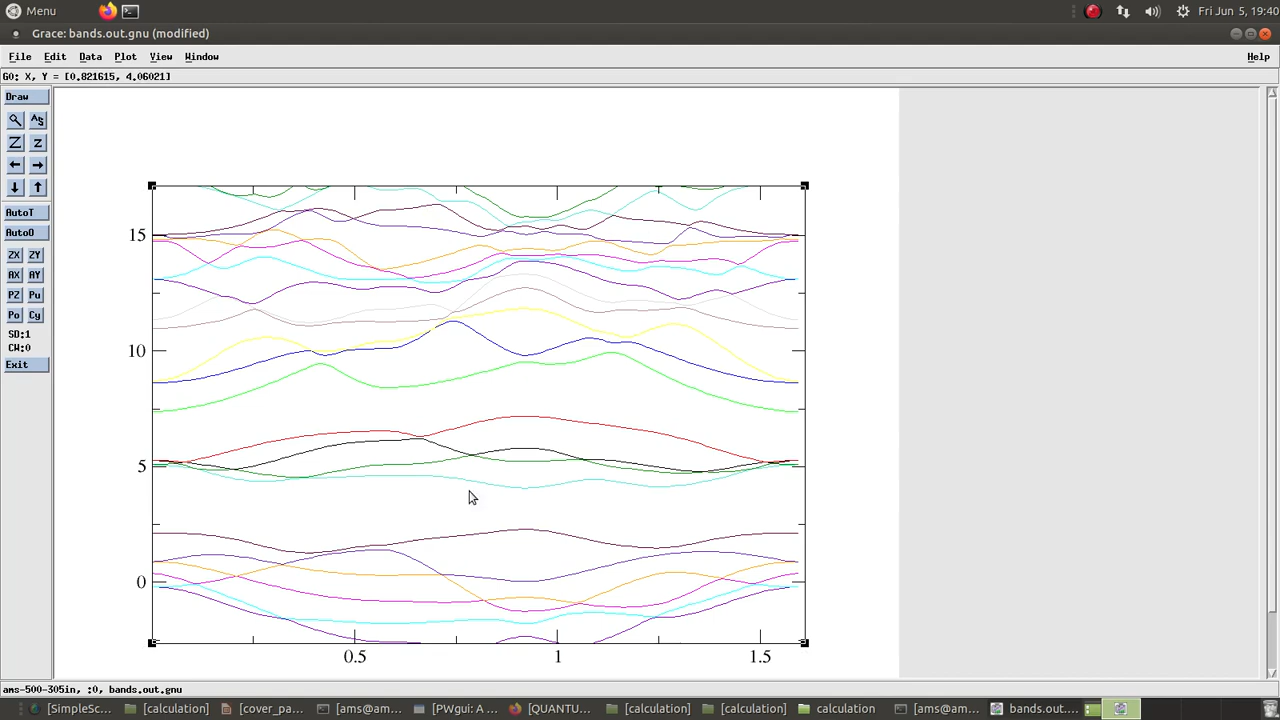 Menu
Fri Jun 5, 19:40
Grace: bands.out.gnu (modified)
File Edit Data Plot View Window Help
G0: X, Y = [0.821615, 4.06021]
Draw
AS
Z z
AutoT
AutoO
ZX ZY
AX AY
PZ Pu
Po Cy
SD:1
CW:0
Exit
15
10
5
0
0.5 1 1.5
ams-500-305in, :0, bands.out.gnu
[SimpleSc... [calculation] [cover_pa... [ams@am... [PWgui: A ... [QUANTU... [calculation] [calculation] calculation [ams@am... bands.out....